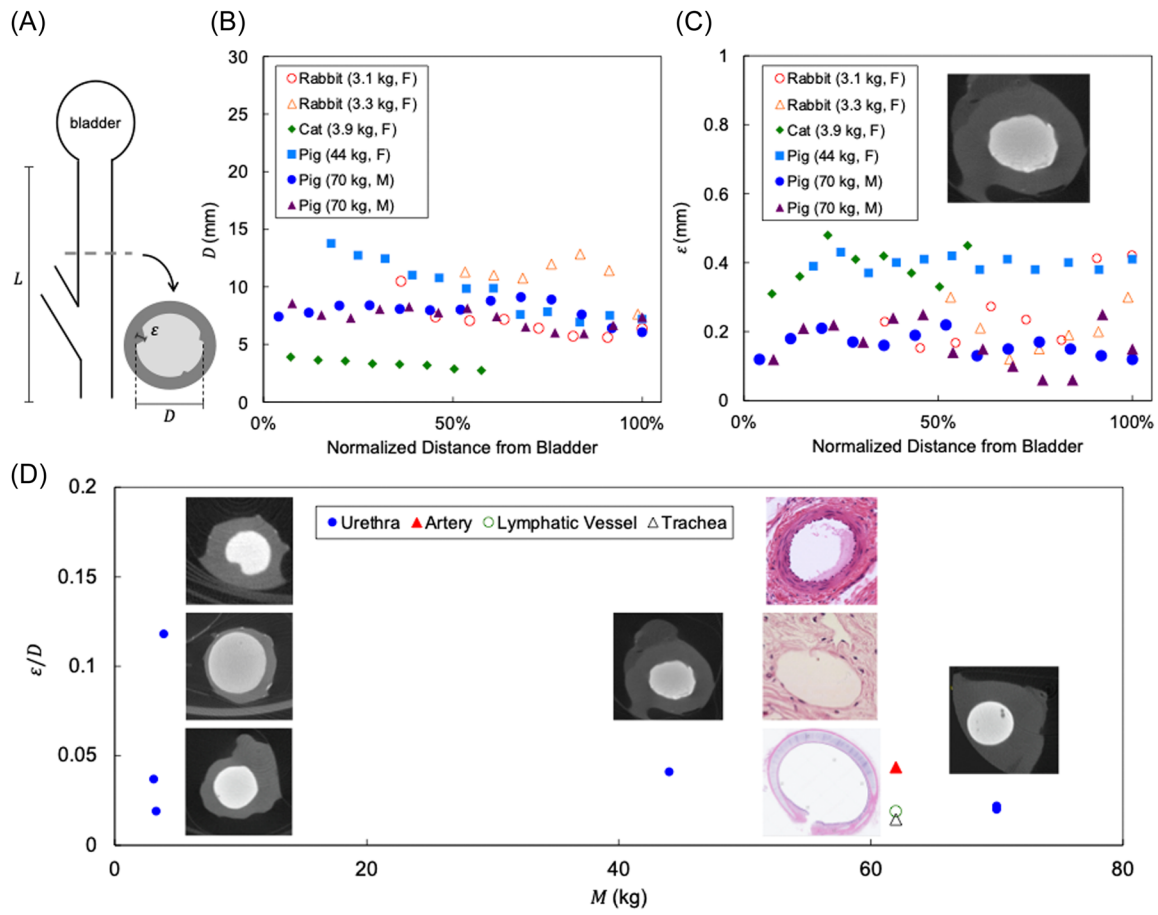 (A)
bladder
L
ε
D
(B)
30
25
20
15
10
5
0
D (mm)
Rabbit (3.1 kg, F)
Rabbit (3.3 kg, F)
Cat (3.9 kg, F)
Pig (44 kg, F)
Pig (70 kg, M)
Pig (70 kg, M)
0% 50% 100%
Normalized Distance from Bladder
(C)
1
0.8
0.6
0.4
0.2
0
ε (mm)
Rabbit (3.1 kg, F)
Rabbit (3.3 kg, F)
Cat (3.9 kg, F)
Pig (44 kg, F)
Pig (70 kg, M)
Pig (70 kg, M)
0% 50% 100%
Normalized Distance from Bladder
(D)
0.2
0.15
0.1
0.05
0
ε/D
Urethra Artery Lymphatic Vessel Trachea
0 20 40 60 80
M (kg)